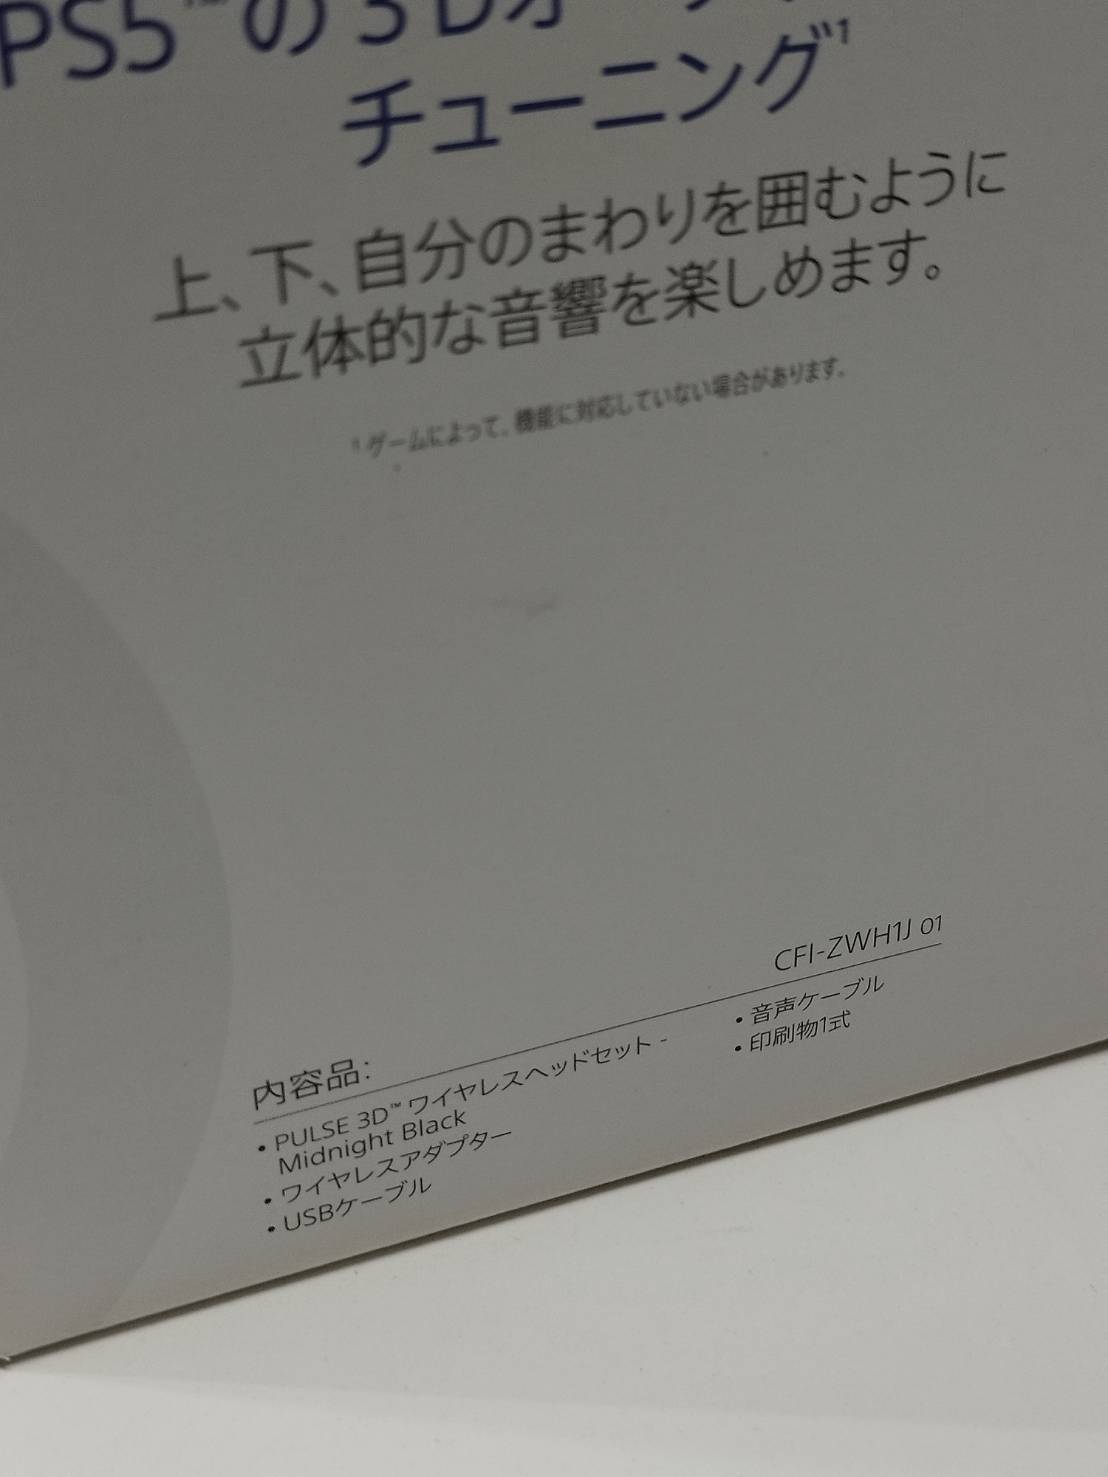 PS5™の3Dオー
チューニング¹
上、下、自分のまわりを囲むように
立体的な音響を楽しめます。
¹ ゲームによって、機能に対応していない場合があります。
CFI-ZWH1J 01
内容品:
• PULSE 3D™ ワイヤレスヘッドセット -
Midnight Black
• ワイヤレスアダプター
• USBケーブル
• 音声ケーブル
• 印刷物1式